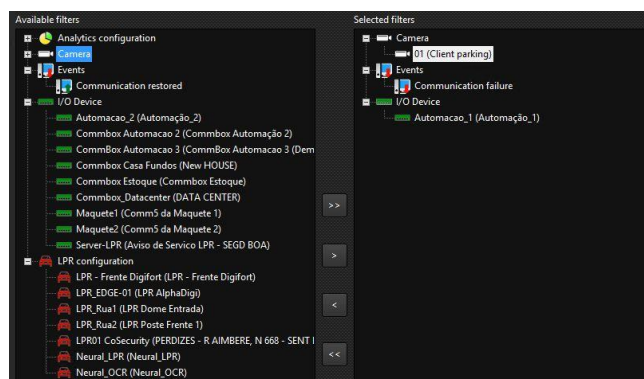 Available filters
Analytics configuration
Camera
Events
Communication restored
I/O Device
Automacao_2 (Automação_2)
Commbox Automacao 2 (Commbox Automação 2)
CommBox Automacao 3 (CommBox Automacao 3 (Dem
Commbox Casa Fundos (New HOUSE)
Commbox Estoque (Commbox Estoque)
Commbox_Datacenter (DATA CENTER)
Maquete1 (Comm5 da Maquete 1)
Maquete2 (Comm5 da Maquete 2)
Server-LPR (Aviso de Servico LPR - SEGD BOA)
LPR configuration
LPR - Frente Digifort (LPR - Frente Digifort)
LPR_EDGE-01 (LPR AlphaDigi)
LPR_Rua1 (LPR Dome Entrada)
LPR_Rua2 (LPR Poste Frente 1)
LPR01 CoSecurity (PERDIZES - R AIMBERE, N 668 - SENT I
Neural_LPR (Neural_LPR)
Neural_OCR (Neural_OCR)
>>
>
<
<<
Selected filters
Camera
01 (Client parking)
Events
Communication failure
I/O Device
Automacao_1 (Automação_1)